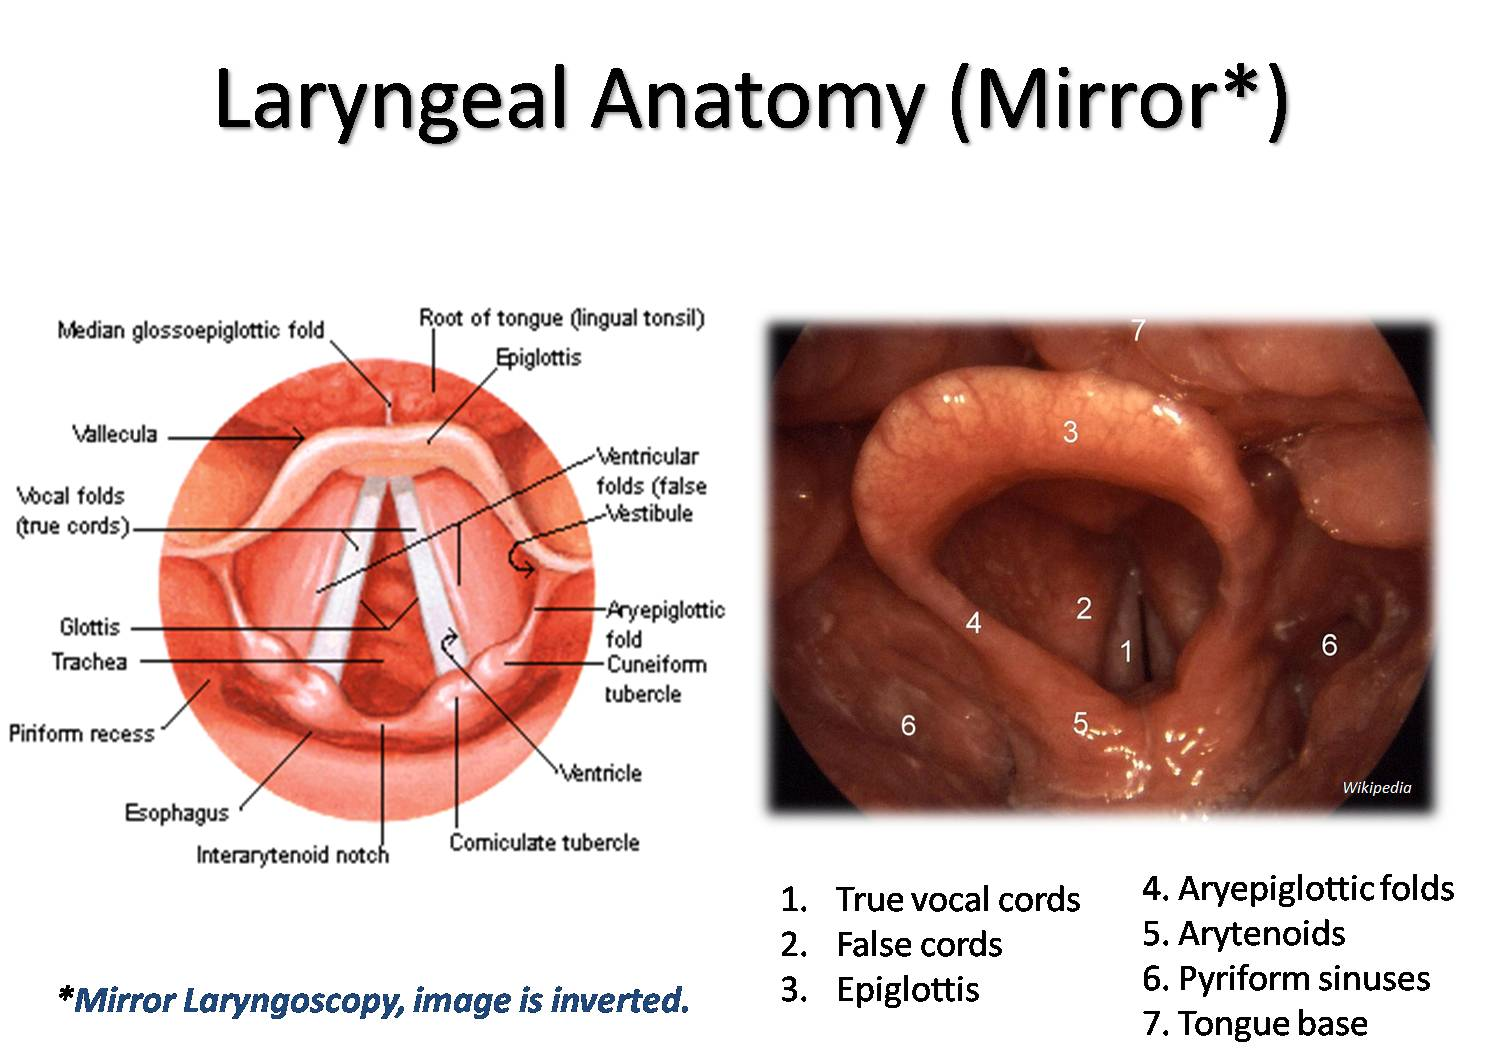 Laryngeal Anatomy (Mirror*)
Root of tongue (lingual tonsil)
Median glossoepiglottic fold
Epiglottis
Vallecula
Ventricular
folds (false
Vestibule
Vocal folds
(true cords)
Glottis
Trachea
Aryepiglottic
fold
Cuneiform
tubercle
Piriform recess
Ventricle
Esophagus
Corniculate tubercle
Interarytenoid notch
7
3
2
4
1
6
5
6
Wikipedia
1. True vocal cords
2. False cords
3. Epiglottis
4. Aryepiglottic folds
5. Arytenoids
6. Pyriform sinuses
7. Tongue base
*Mirror Laryngoscopy, image is inverted.